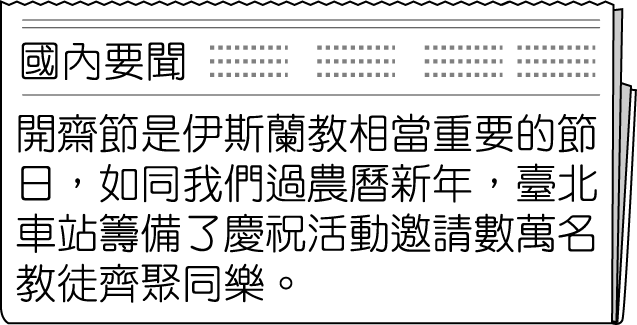 國內要聞
開齋節是伊斯蘭教相當重要的節
日，如同我們過農曆新年，臺北
車站籌備了慶祝活動邀請數萬名
教徒齊聚同樂。